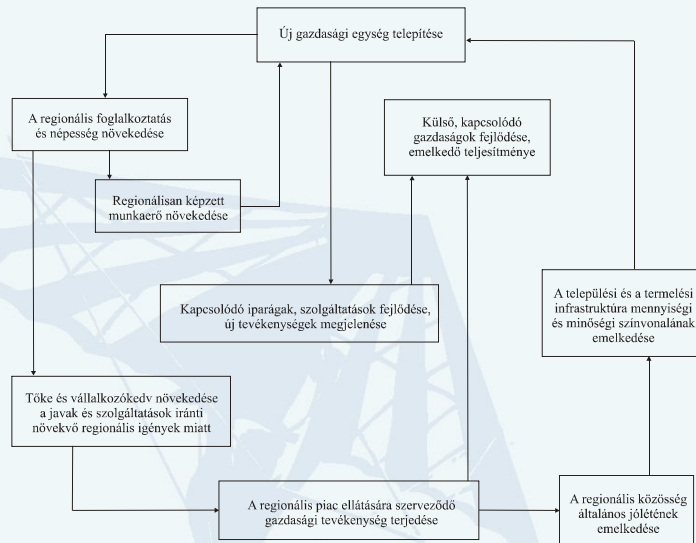 Új gazdasági egység telepítése
A regionális foglalkoztatás
és népesség növekedése
Külső, kapcsolódó
gazdaságok fejlődése,
emelkedő teljesítménye
Regionálisan képzett
munkaerő növekedése
Kapcsolódó iparágak, szolgáltatások fejlődése,
új tevékenységek megjelenése
A települési és a termelési
infrastruktúra mennyiségi
és minőségi színvonalának
emelkedése
Tőke és vállalkozókedv növekedése
a javak és szolgáltatások iránti
növekvő regionális igények miatt
A regionális piac ellátására szerveződő
gazdasági tevékenység terjedése
A regionális közösség
általános jólétének
emelkedése